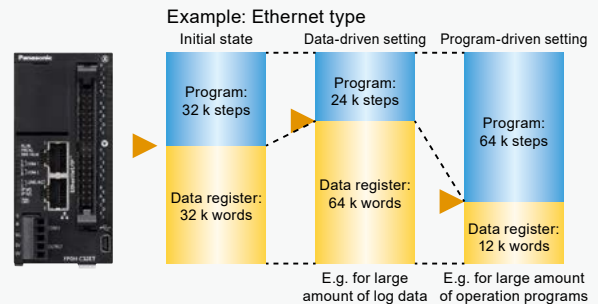 Example: Ethernet type
Initial state
Data-driven setting
Program-driven setting
Panasonic
Program:
32 k steps
Data register:
32 k words
Program:
24 k steps
Data register:
64 k words
Program:
64 k steps
Data register:
12 k words
E.g. for large
amount of log data
E.g. for large amount
of operation programs